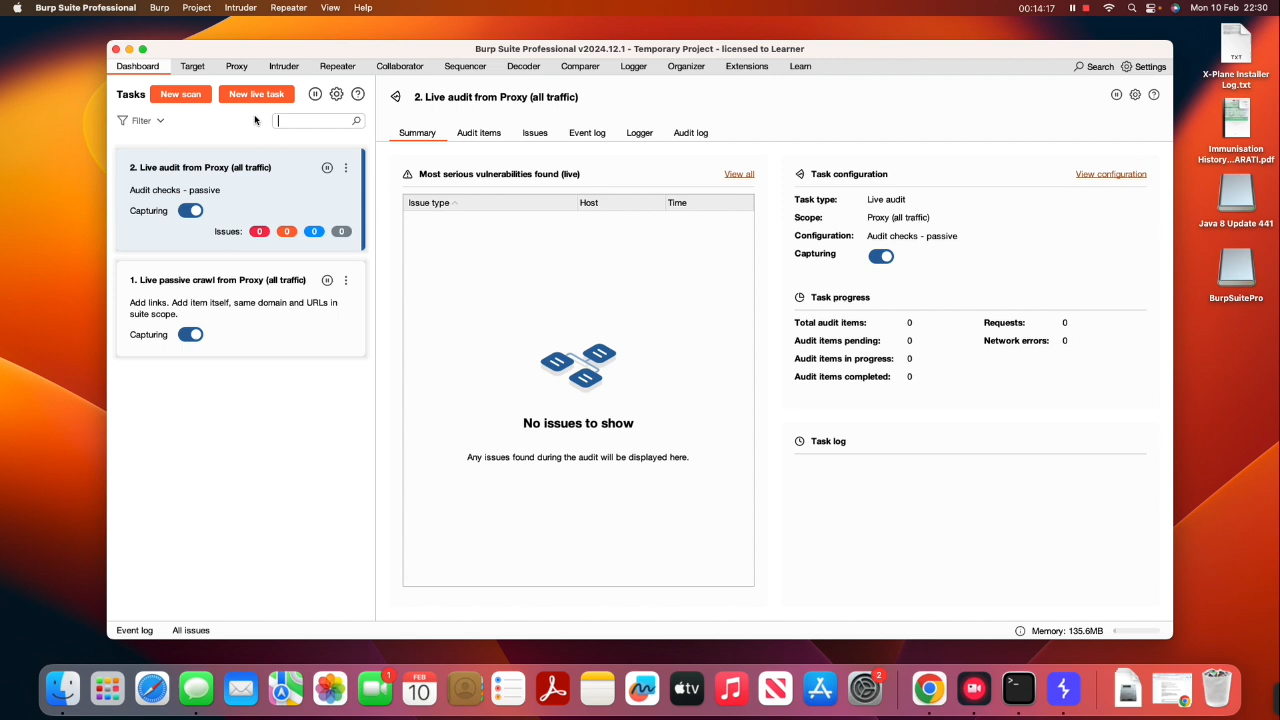 Burp Suite Professional Burp Project Intruder Repeater View Help 00:14:17 Mon 10 Feb 22:30
Burp Suite Professional v2024.12.1 - Temporary Project - licensed to Learner
Dashboard Target Proxy Intruder Repeater Collaborator Sequencer Decoder Comparer Logger Organizer Extensions Learn Search Settings
Tasks New scan New live task
Filter
2. Live audit from Proxy (all traffic)
Audit checks - passive
Capturing
Issues: 0 0 0 0
1. Live passive crawl from Proxy (all traffic)
Add links. Add item itself, same domain and URLs in
suite scope.
Capturing
2. Live audit from Proxy (all traffic)
Summary Audit items Issues Event log Logger Audit log
Most serious vulnerabilities found (live) View all
Issue type Host Time
No issues to show
Any issues found during the audit will be displayed here.
Task configuration View configuration
Task type: Live audit
Scope: Proxy (all traffic)
Configuration: Audit checks - passive
Capturing
Task progress
Total audit items: 0 Requests: 0
Audit items pending: 0 Network errors: 0
Audit items in progress: 0
Audit items completed: 0
Task log
Event log All issues Memory: 135.6MB
TXT
X-Plane Installer
Log.txt
Immunisation
History...ARATI.pdf
Java 8 Update 441
BurpSuitePro
1
FEB
10
tv
2
>_